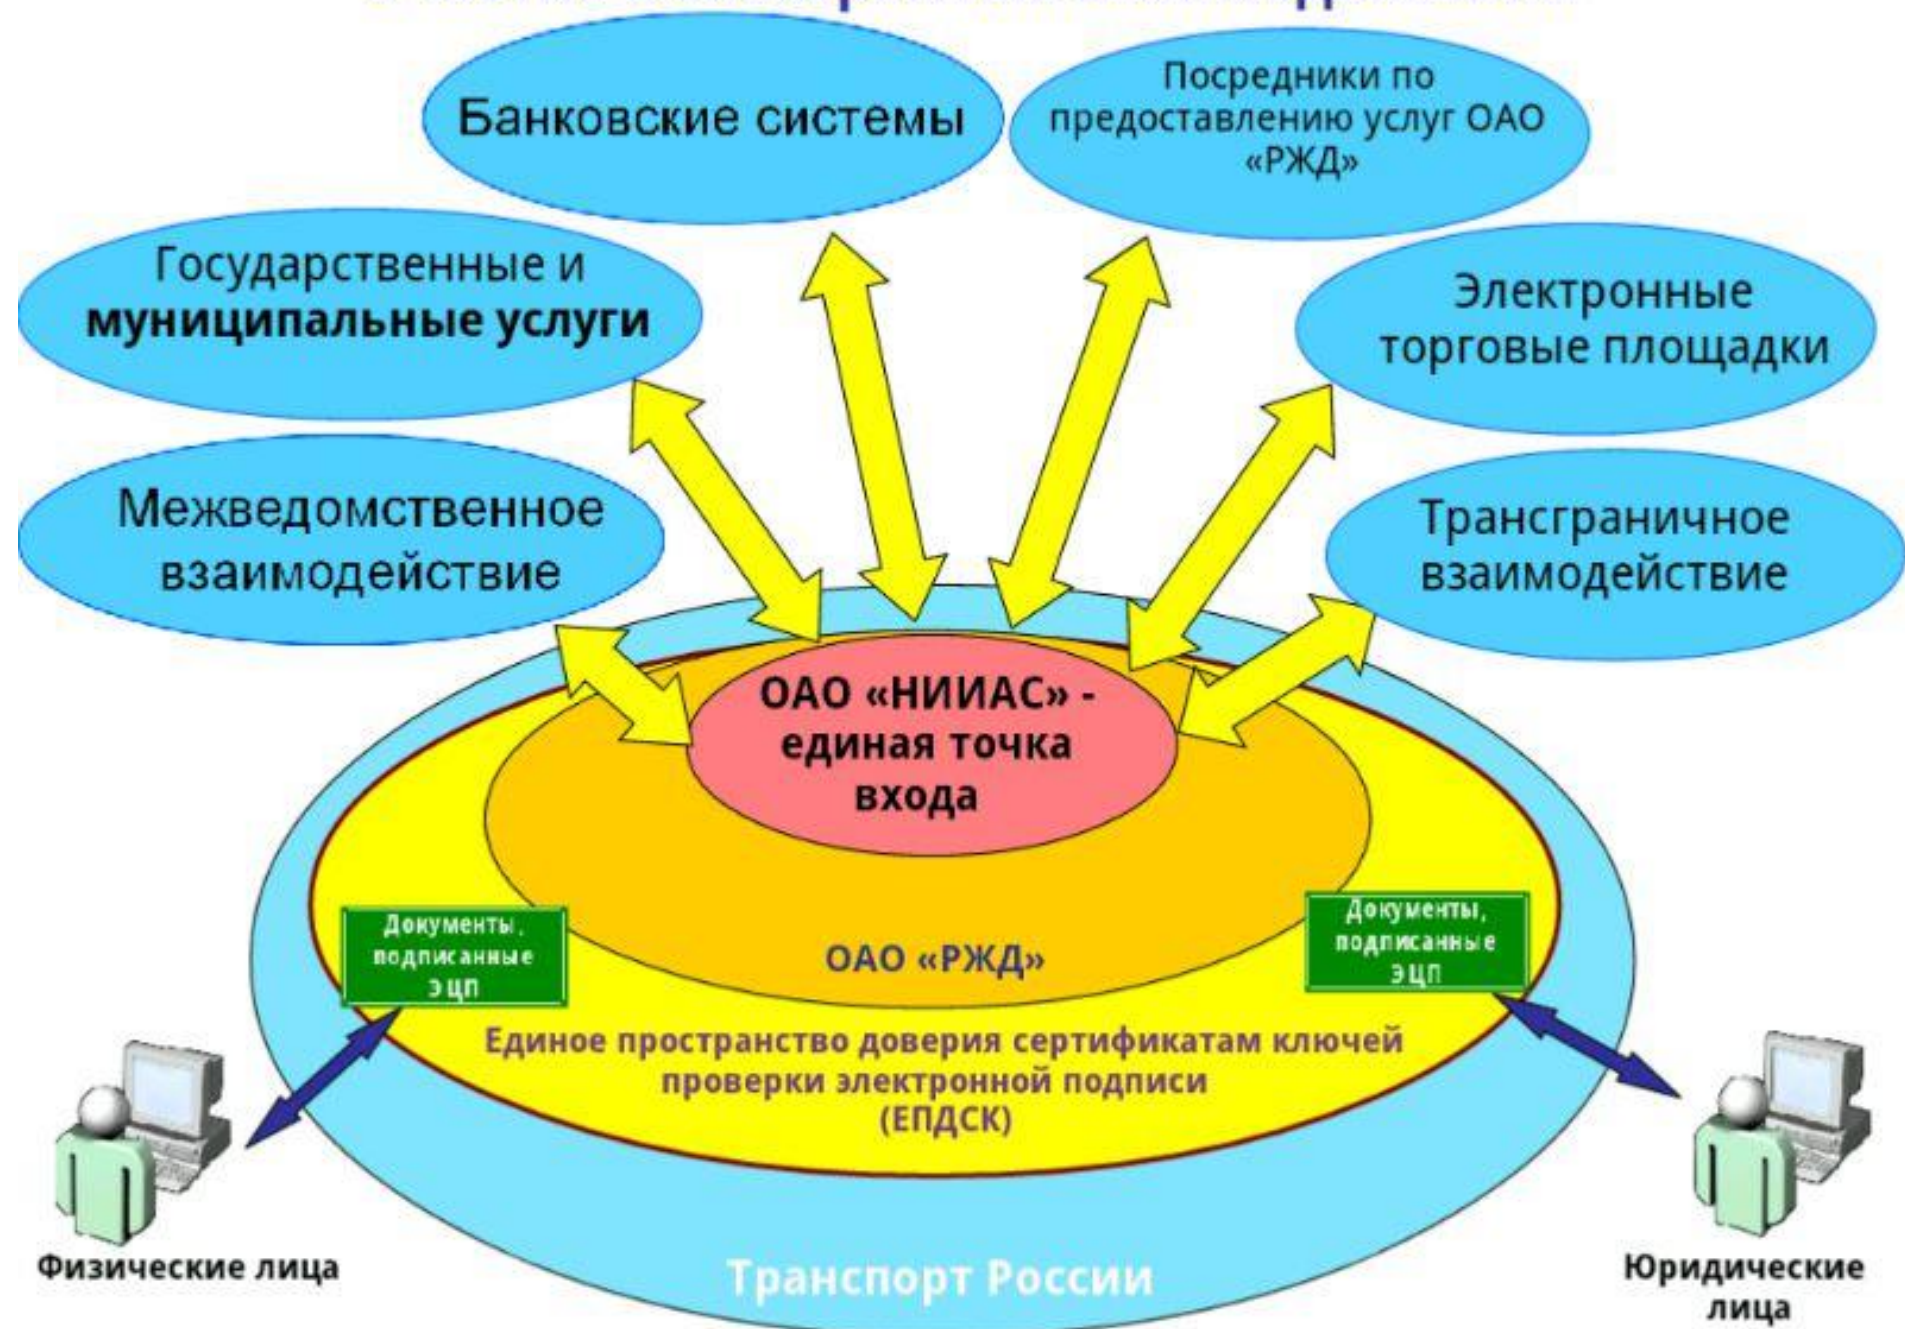 Банковские системы
Посредники по
предоставлению услуг ОАО
«РЖД»
Государственные и
муниципальные услуги
Электронные
торговые площадки
Межведомственное
взаимодействие
Трансграничное
взаимодействие
ОАО «НИИАС» -
единая точка
входа
Документы,
подписанные
ЭЦП
Документы,
подписанные
ЭЦП
ОАО «РЖД»
Единое пространство доверия сертификатам ключей
проверки электронной подписи
(ЕПДСК)
Физические лица
Транспорт России
Юридические
лица